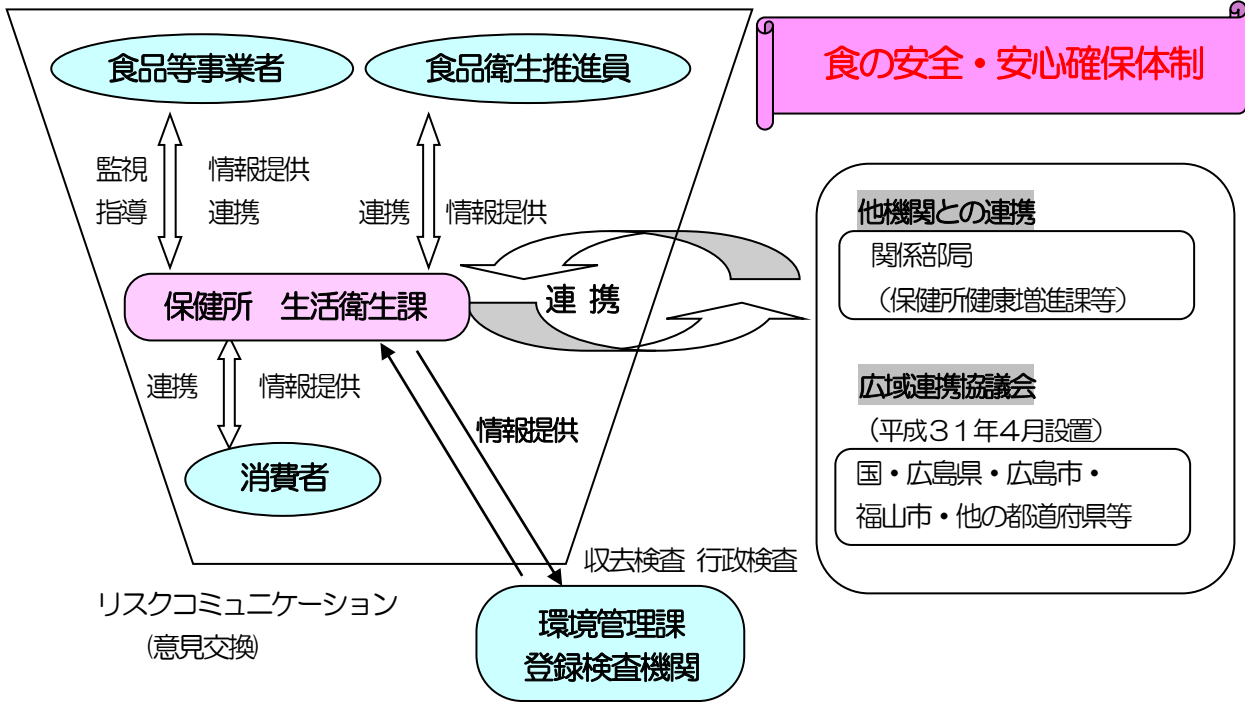 食の安全・安心確保体制
食品等事業者
食品衛生推進員
監視
指導
情報提供
連携
連携
情報提供
保健所 生活衛生課
連携
連携
情報提供
消費者
情報提供
収去検査 行政検査
環境管理課
登録検査機関
リスクコミュニケーション
(意見交換)
他機関との連携
関係部局
(保健所健康増進課等)
広域連携協議会
(平成31年4月設置)
国・広島県・広島市・
福山市・他の都道府県等